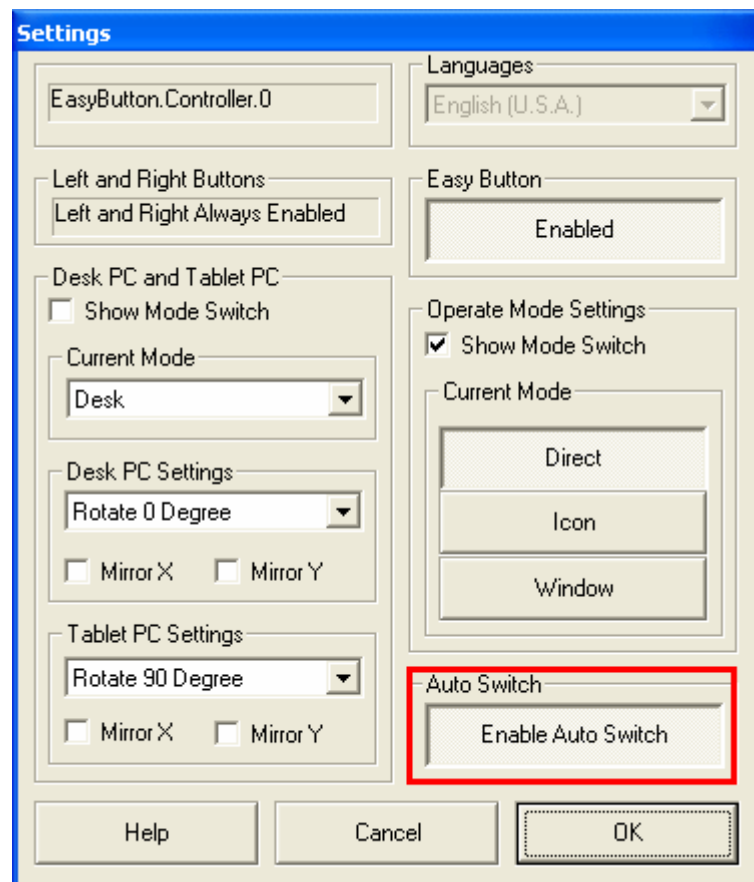 Settings
EasyButton.Controller.0
Languages
English (U.S.A.)
Left and Right Buttons
Left and Right Always Enabled
Easy Button
Enabled
Desk PC and Tablet PC
Show Mode Switch
Current Mode
Desk
Desk PC Settings
Rotate 0 Degree
Mirror X Mirror Y
Tablet PC Settings
Rotate 90 Degree
Mirror X Mirror Y
Operate Mode Settings
Show Mode Switch
Current Mode
Direct
Icon
Window
Auto Switch
Enable Auto Switch
Help Cancel OK